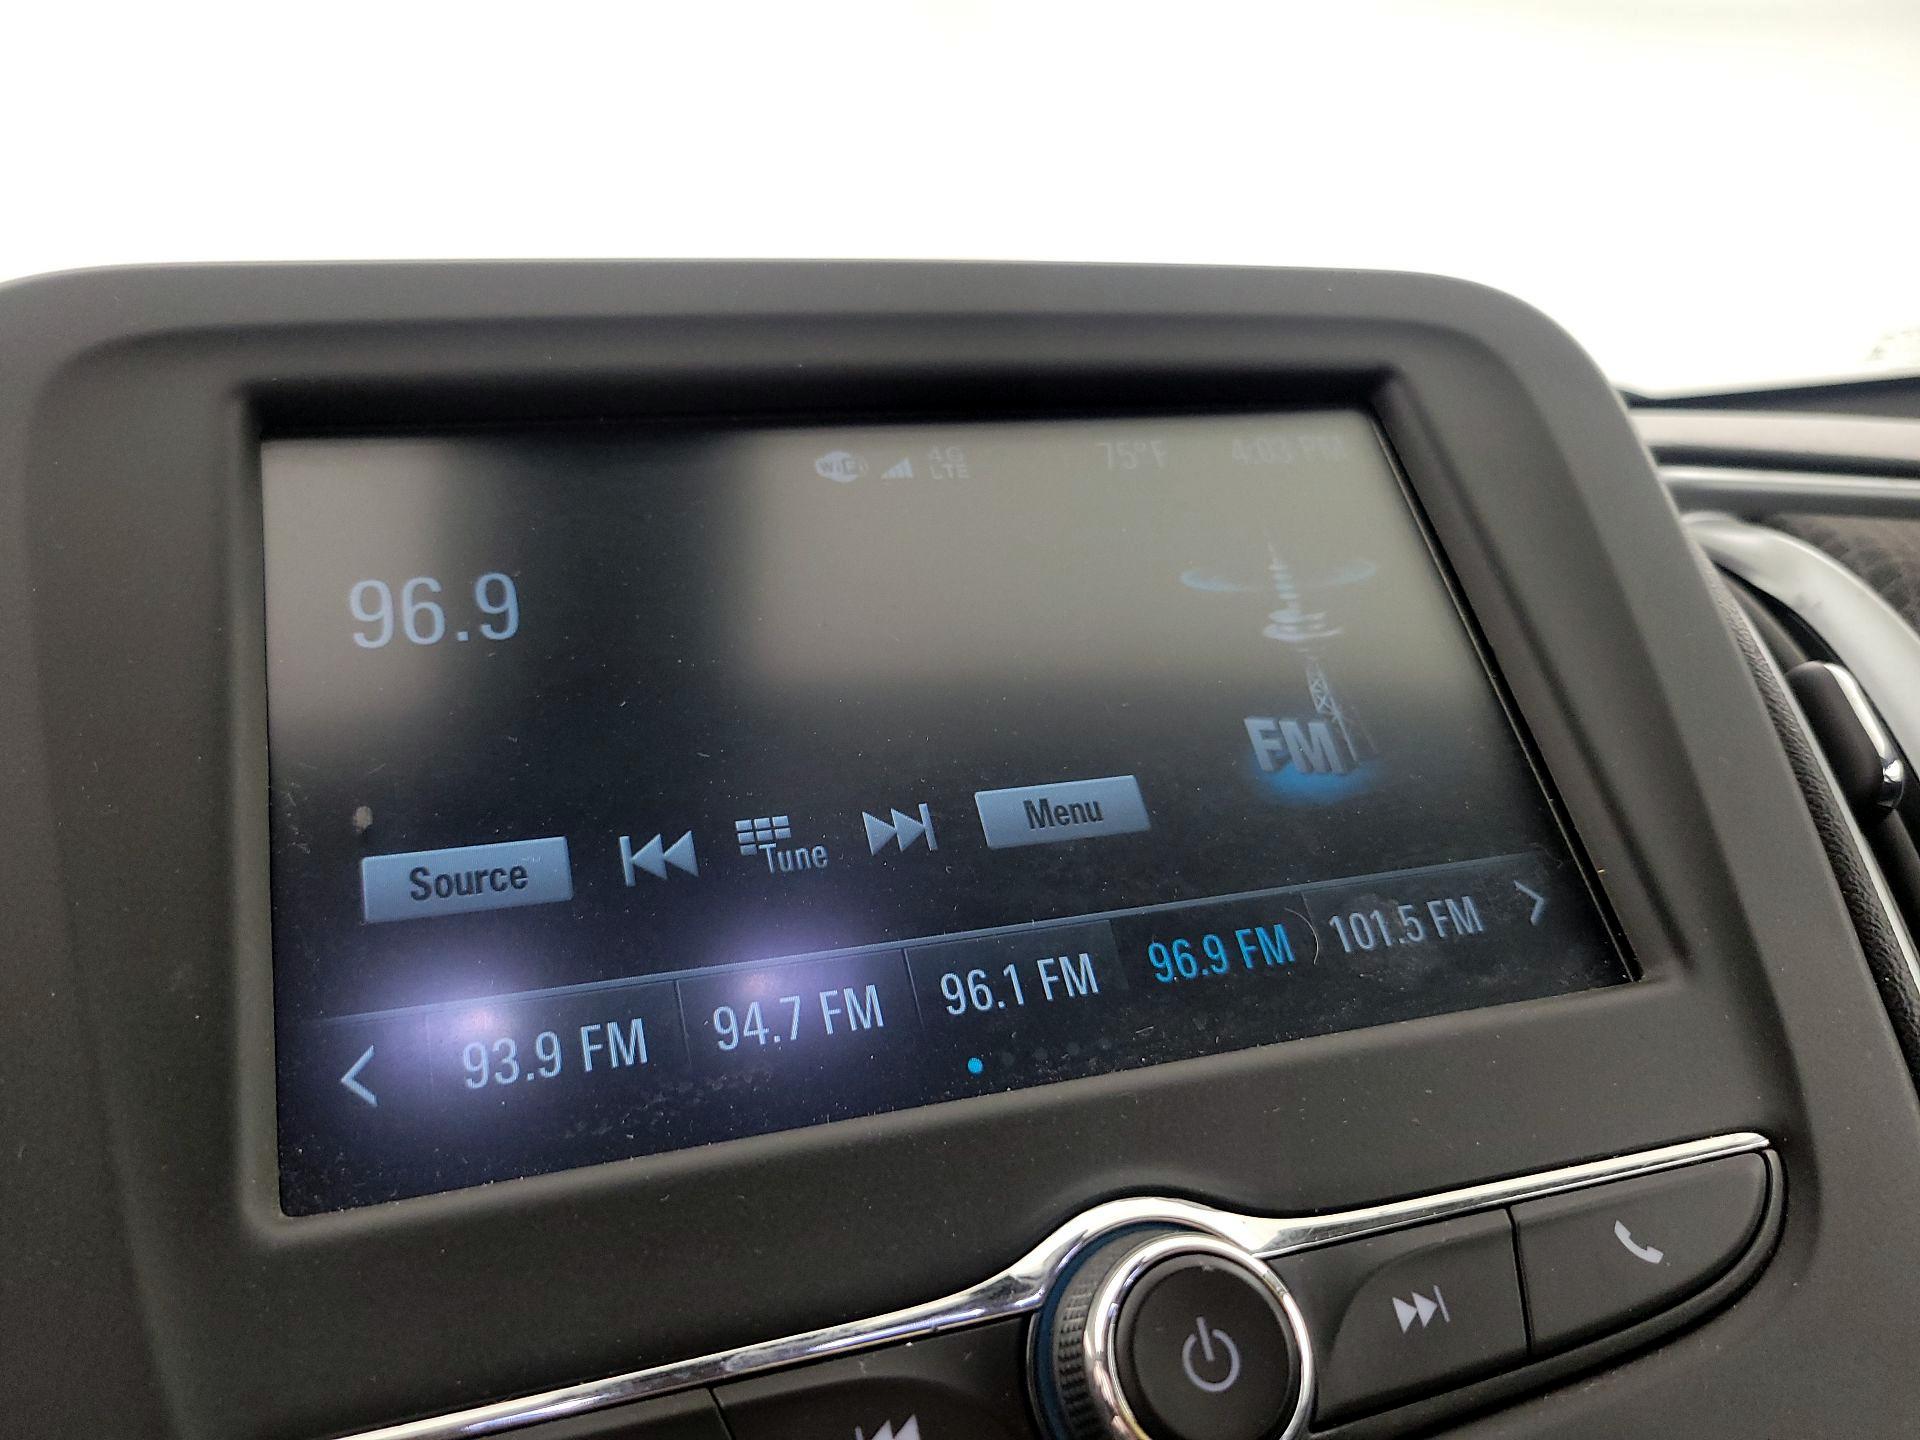 WiFi 4G LTE 75°F 4:03 PM
96.9
FM
Source Tune Menu
93.9 FM 94.7 FM 96.1 FM 96.9 FM 101.5 FM